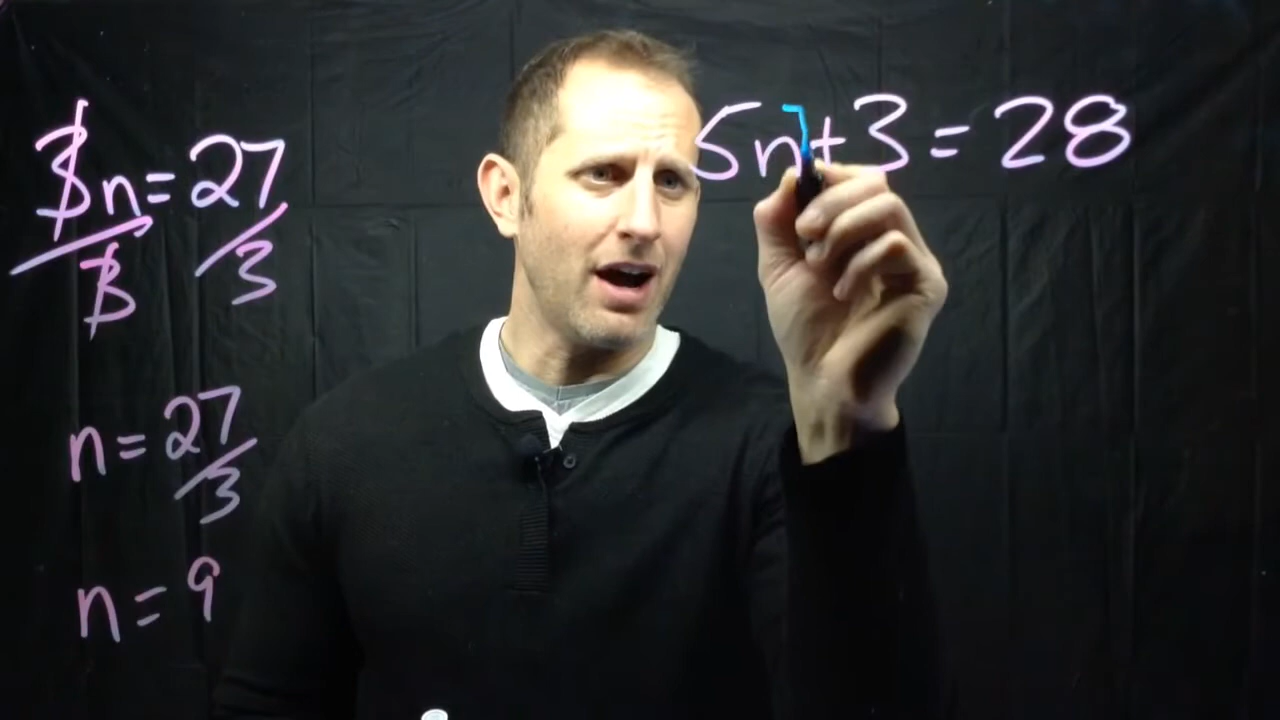 3n = 27
3 3
n = 27/3
n = 9
5n + 3 = 28